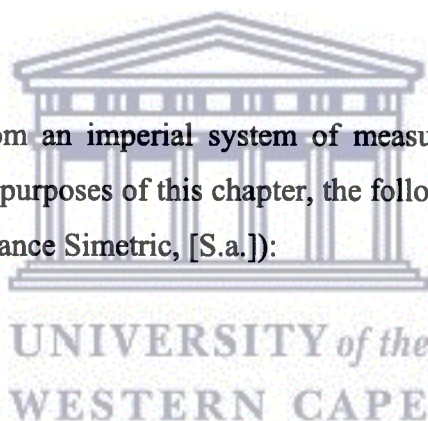 om an imperial system of measu
purposes of this chapter, the follo
ance Simetric, [S.a.]):
UNIVERSITY of the
WESTERN CAPE